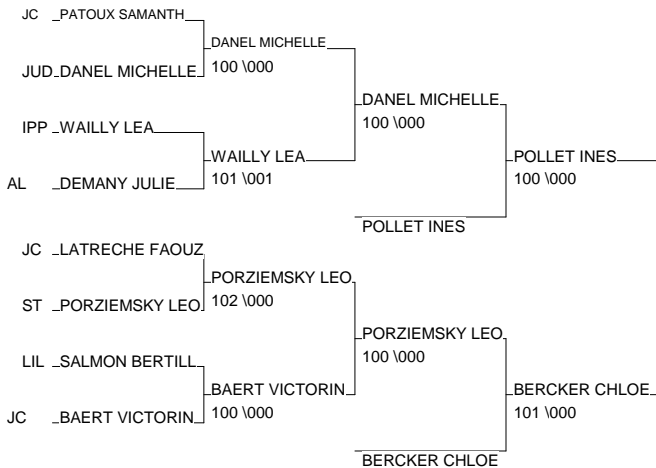 JC PATOUX SAMANTH
DANEL MICHELLE
JUD DANEL MICHELLE
100 \000
DANEL MICHELLE
100 \000
IPP WAILLY LEA
WAILLY LEA
POLLET INES
101 \001
100 \000
AL DEMANY JULIE
POLLET INES
JC LATRECHE FAOUZ
PORZIEMSKY LEO
ST PORZIEMSKY LEO
102 \000
PORZIEMSKY LEO
100 \000
LIL SALMON BERTILL
BAERT VICTORIN
BERCKER CHLOE
100 \000
101 \000
JC BAERT VICTORIN
BERCKER CHLOE